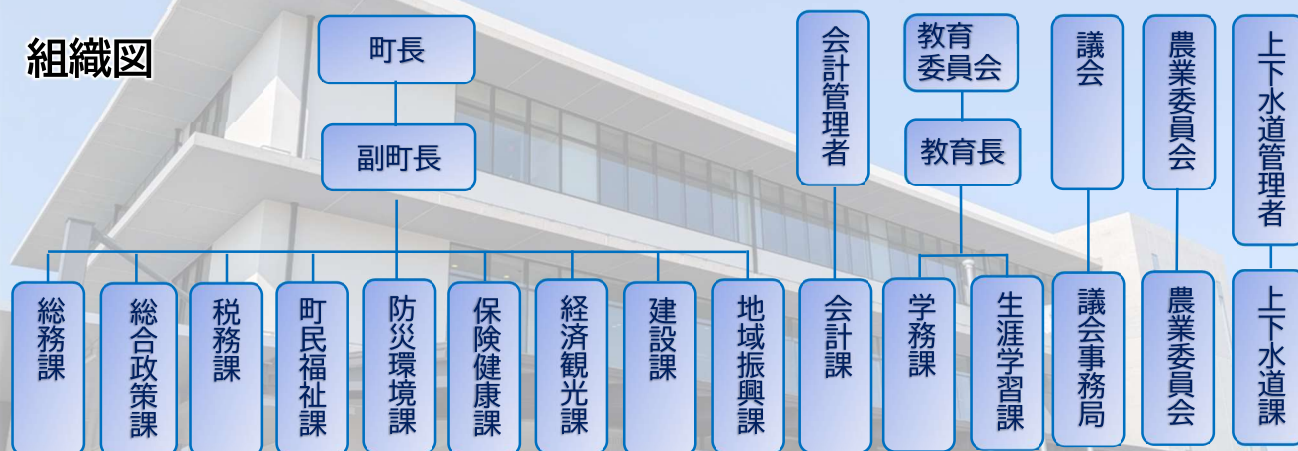 組織図
町長
副町長
総務課
総合政策課
税務課
町民福祉課
防災環境課
保険健康課
経済観光課
建設課
地域振興課
会計管理者
会計課
教育
委員会
教育長
学務課
生涯学習課
議会
議会事務局
農業委員会
農業委員会
上下水道管理者
上下水道課